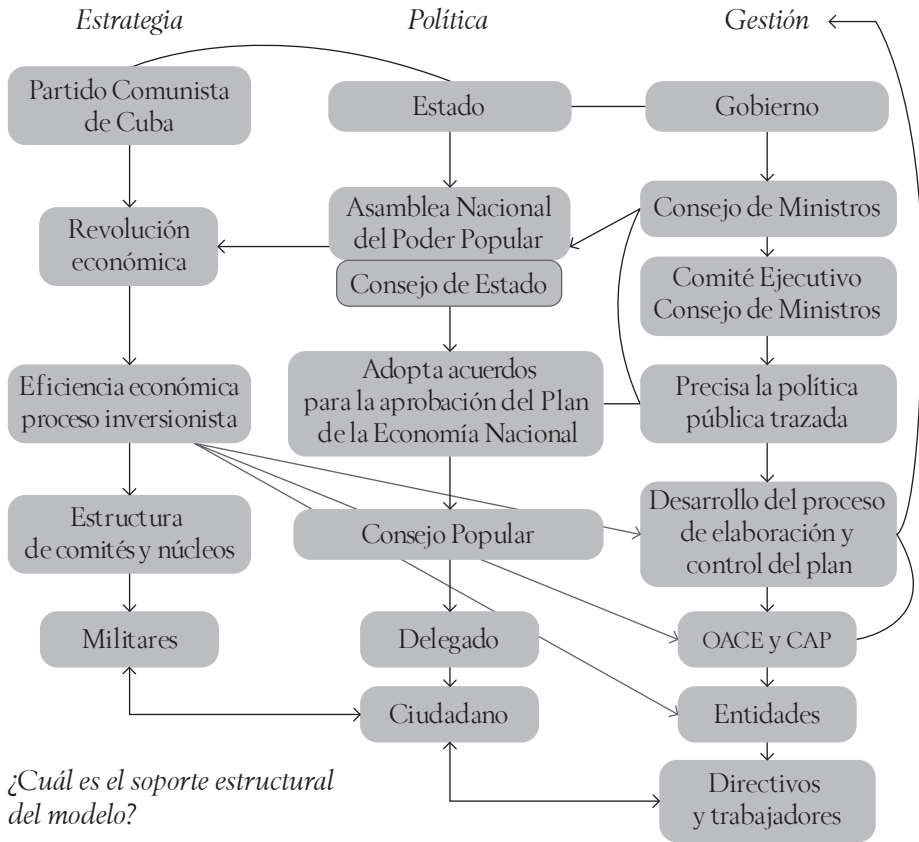 Estrategia
Política
Gestión
Partido Comunista
de Cuba
Estado
Gobierno
Revolución
económica
Asamblea Nacional
del Poder Popular
Consejo de Estado
Consejo de Ministros
Comité Ejecutivo
Consejo de Ministros
Eficiencia económica
proceso inversionista
Adopta acuerdos
para la aprobación del Plan
de la Economía Nacional
Precisa la política
pública trazada
Estructura
de comités y núcleos
Consejo Popular
Desarrollo del proceso
de elaboración y
control del plan
Militares
Delegado
OACE y CAP
Ciudadano
Entidades
¿Cuál es el soporte estructural
del modelo?
Directivos
y trabajadores